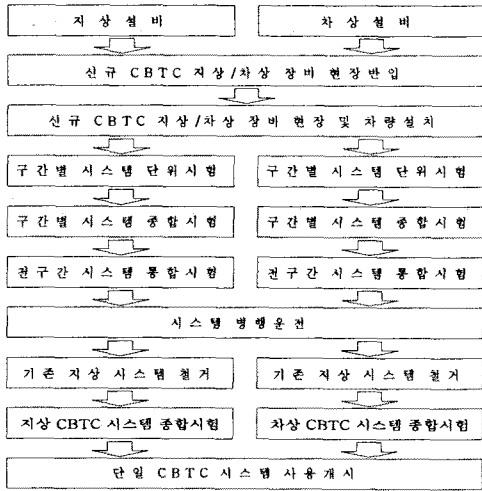 지상설비
차상설비
신규 CBTC 지상/차상 장비 현장반입
신규 CBTC 지상/차상 장비 현장 및 차량설치
구간별 시스템 단위시험
구간별 시스템 단위시험
구간별 시스템 종합시험
구간별 시스템 종합시험
전구간 시스템 통합시험
전구간 시스템 통합시험
시스템 병행운전
기존 지상 시스템 철거
기존 지상 시스템 철거
지상 CBTC 시스템 종합시험
차상 CBTC 시스템 종합시험
단일 CBTC 시스템 사용개시